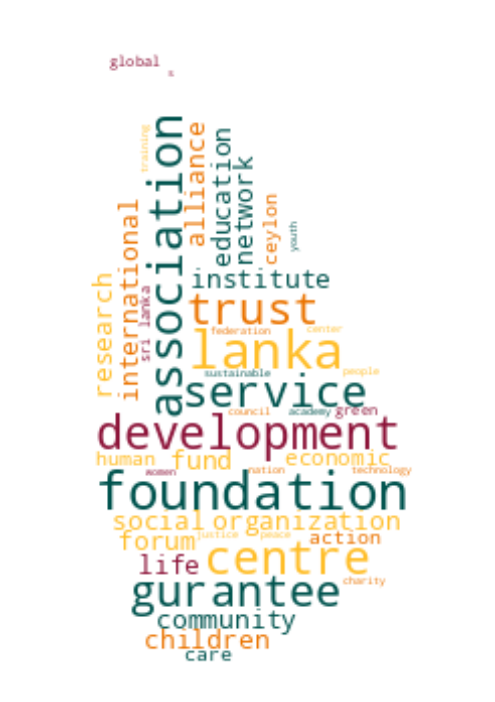 global
s
training
association
alliance
education
network
ceylon
youth
international
research
sri lanka
institute
trust
federation
center
lanka
sustainable
people
service
council
academy
green
development
human
fund
economic
women
nation
technology
foundation
social
organization
forum
justice
peace
action
life
centre
charity
gurantee
community
children
care